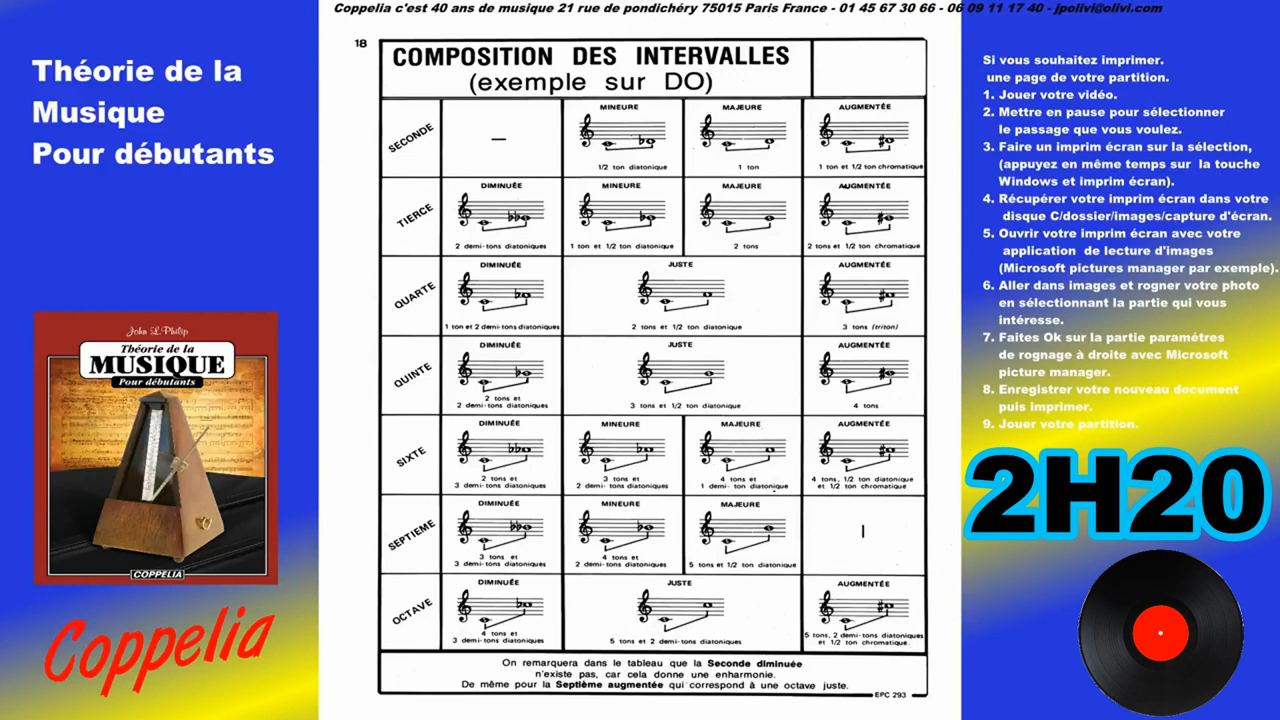 Coppelia c'est 40 ans de musique 21 rue de pondichéry 75015 Paris France - 01 45 67 30 66 - 06 09 11 17 40 - jpolivi@olivi.com
Théorie de la
Musique
Pour débutants
John L. Philip
Théorie de la
MUSIQUE
Pour débutants
COPPELIA
Coppelia
18
COMPOSITION DES INTERVALLES
(exemple sur DO)
SECONDE
MINEURE
1/2 ton diatonique
MAJEURE
1 ton
AUGMENTÉE
1 ton et 1/2 ton chromatique
TIERCE
DIMINUÉE
2 demi-tons diatoniques
MINEURE
1 ton et 1/2 ton diatonique
MAJEURE
2 tons
AUGMENTÉE
2 tons et 1/2 ton chromatique
QUARTE
DIMINUÉE
1 ton et 2 demi-tons diatoniques
JUSTE
2 tons et 1/2 ton diatonique
AUGMENTÉE
3 tons (triton)
QUINTE
DIMINUÉE
2 tons et
2 demi-tons diatoniques
JUSTE
3 tons et 1/2 ton diatonique
AUGMENTÉE
4 tons
SIXTE
DIMINUÉE
2 tons et
3 demi-tons diatoniques
MINEURE
3 tons et
2 demi-tons diatoniques
MAJEURE
4 tons et
1 demi-ton diatonique
AUGMENTÉE
4 tons, 1/2 ton diatonique
et 1/2 ton chromatique
SEPTIEME
DIMINUÉE
3 tons et
3 demi-tons diatoniques
MINEURE
4 tons et
2 demi-tons diatoniques
MAJEURE
5 tons et 1/2 ton diatonique
OCTAVE
DIMINUÉE
4 tons et
3 demi-tons diatoniques
JUSTE
5 tons et 2 demi-tons diatoniques
AUGMENTÉE
5 tons, 2 demi-tons diatoniques
et 1/2 ton chromatique.
On remarquera dans le tableau que la Seconde diminuée
n'existe pas, car cela donne une enharmonie.
De même pour la Septième augmentée qui correspond à une octave juste.
EPC 293
Si vous souhaitez imprimer.
une page de votre partition.
1. Jouer votre vidéo.
2. Mettre en pause pour sélectionner
le passage que vous voulez.
3. Faire un imprim écran sur la sélection,
(appuyez en même temps sur la touche
Windows et imprim écran).
4. Récupérer votre imprim écran dans votre
disque C/dossier/images/capture d'écran.
5. Ouvrir votre imprim écran avec votre
application de lecture d'images
(Microsoft pictures manager par exemple).
6. Aller dans images et rogner votre photo
en sélectionnant la partie qui vous
intéresse.
7. Faites Ok sur la partie paramétres
de rognage à droite avec Microsoft
picture manager.
8. Enregistrer votre nouveau document
puis imprimer.
9. Jouer votre partition.
2H20